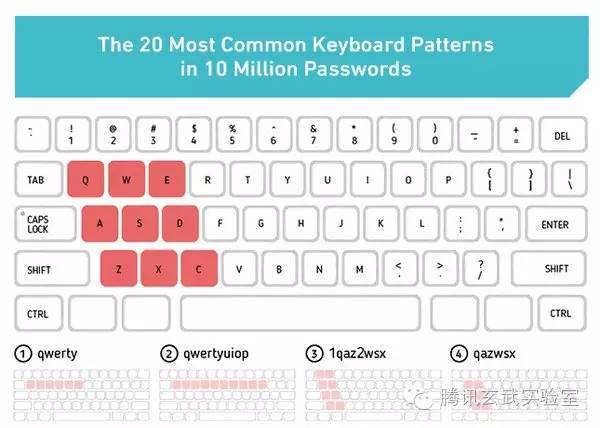 The 20 Most Common Keyboard Patterns
in 10 Million Passwords
~ ! @ # $ % ^ & * ( ) _ +
` 1 2 3 4 5 6 7 8 9 0 - = DEL
TAB Q W E R T Y U I O P { [ } ] | \
CAPS LOCK A S D F G H J K L : ; " ' ENTER
SHIFT Z X C V B N M < , > . ? / SHIFT
CTRL CTRL
1 qwerty 2 qwertyuiop 3 1qaz2wsx 4 qazwsx
腾讯玄武实验室